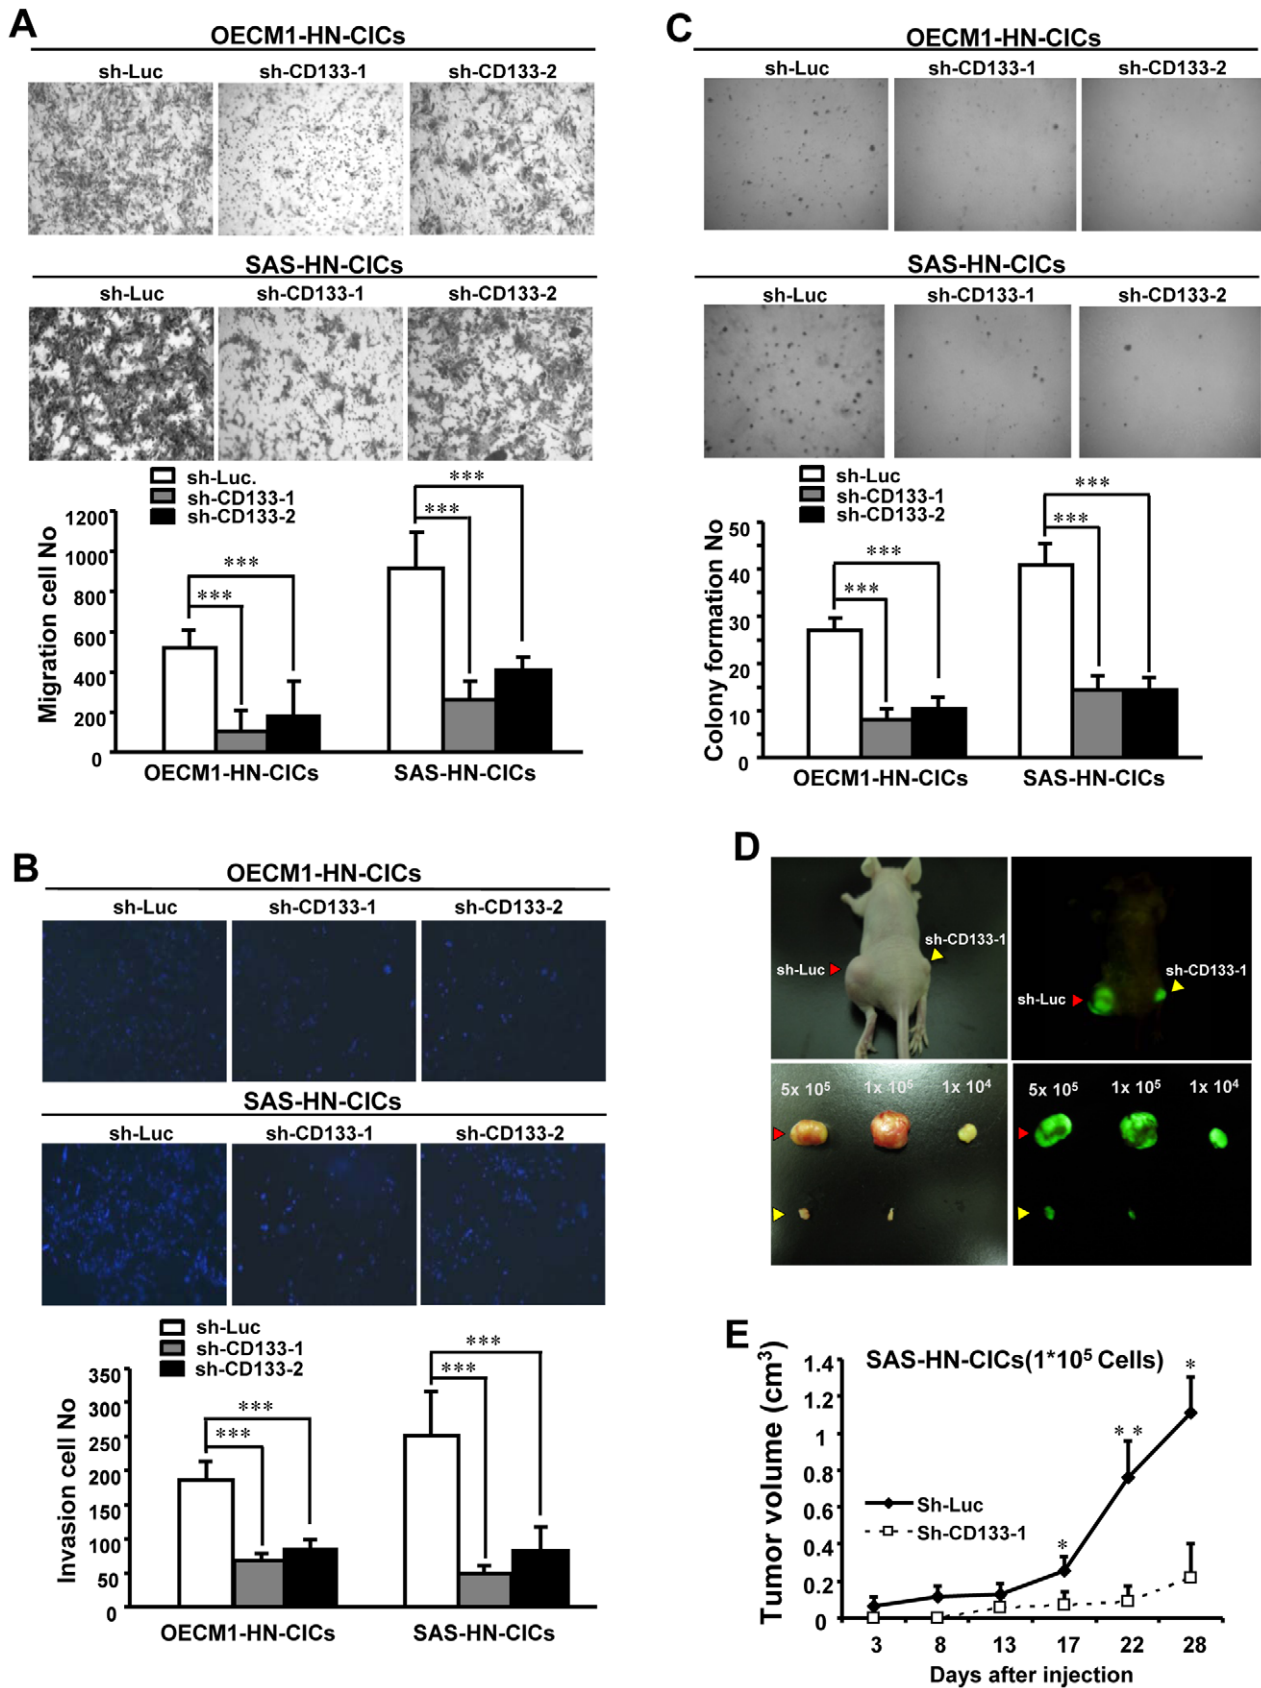 A
OECM1-HN-CICs
sh-Luc sh-CD133-1 sh-CD133-2
SAS-HN-CICs
sh-Luc sh-CD133-1 sh-CD133-2
sh-Luc.
sh-CD133-1
sh-CD133-2
Migration cell No
1200
1000
800
600
400
200
0
*** *** *** ***
OECM1-HN-CICs SAS-HN-CICs
B
OECM1-HN-CICs
sh-Luc sh-CD133-1 sh-CD133-2
SAS-HN-CICs
sh-Luc sh-CD133-1 sh-CD133-2
sh-Luc
sh-CD133-1
sh-CD133-2
Invasion cell No
350
300
250
200
150
100
50
0
*** *** *** ***
OECM1-HN-CICs SAS-HN-CICs
C
OECM1-HN-CICs
sh-Luc sh-CD133-1 sh-CD133-2
SAS-HN-CICs
sh-Luc sh-CD133-1 sh-CD133-2
sh-Luc
sh-CD133-1
sh-CD133-2
Colony formation No
50
40
30
20
10
0
*** *** *** ***
OECM1-HN-CICs SAS-HN-CICs
D
sh-Luc sh-CD133-1
sh-Luc sh-CD133-1
5x 10⁵ 1x 10⁵ 1x 10⁴
5x 10⁵ 1x 10⁵ 1x 10⁴
E
SAS-HN-CICs(1*10⁵ Cells)
Tumor volume (cm³)
1.4
1.2
1
0.8
0.6
0.4
0.2
0
* ** *
Sh-Luc
Sh-CD133-1
3 8 13 17 22 28
Days after injection